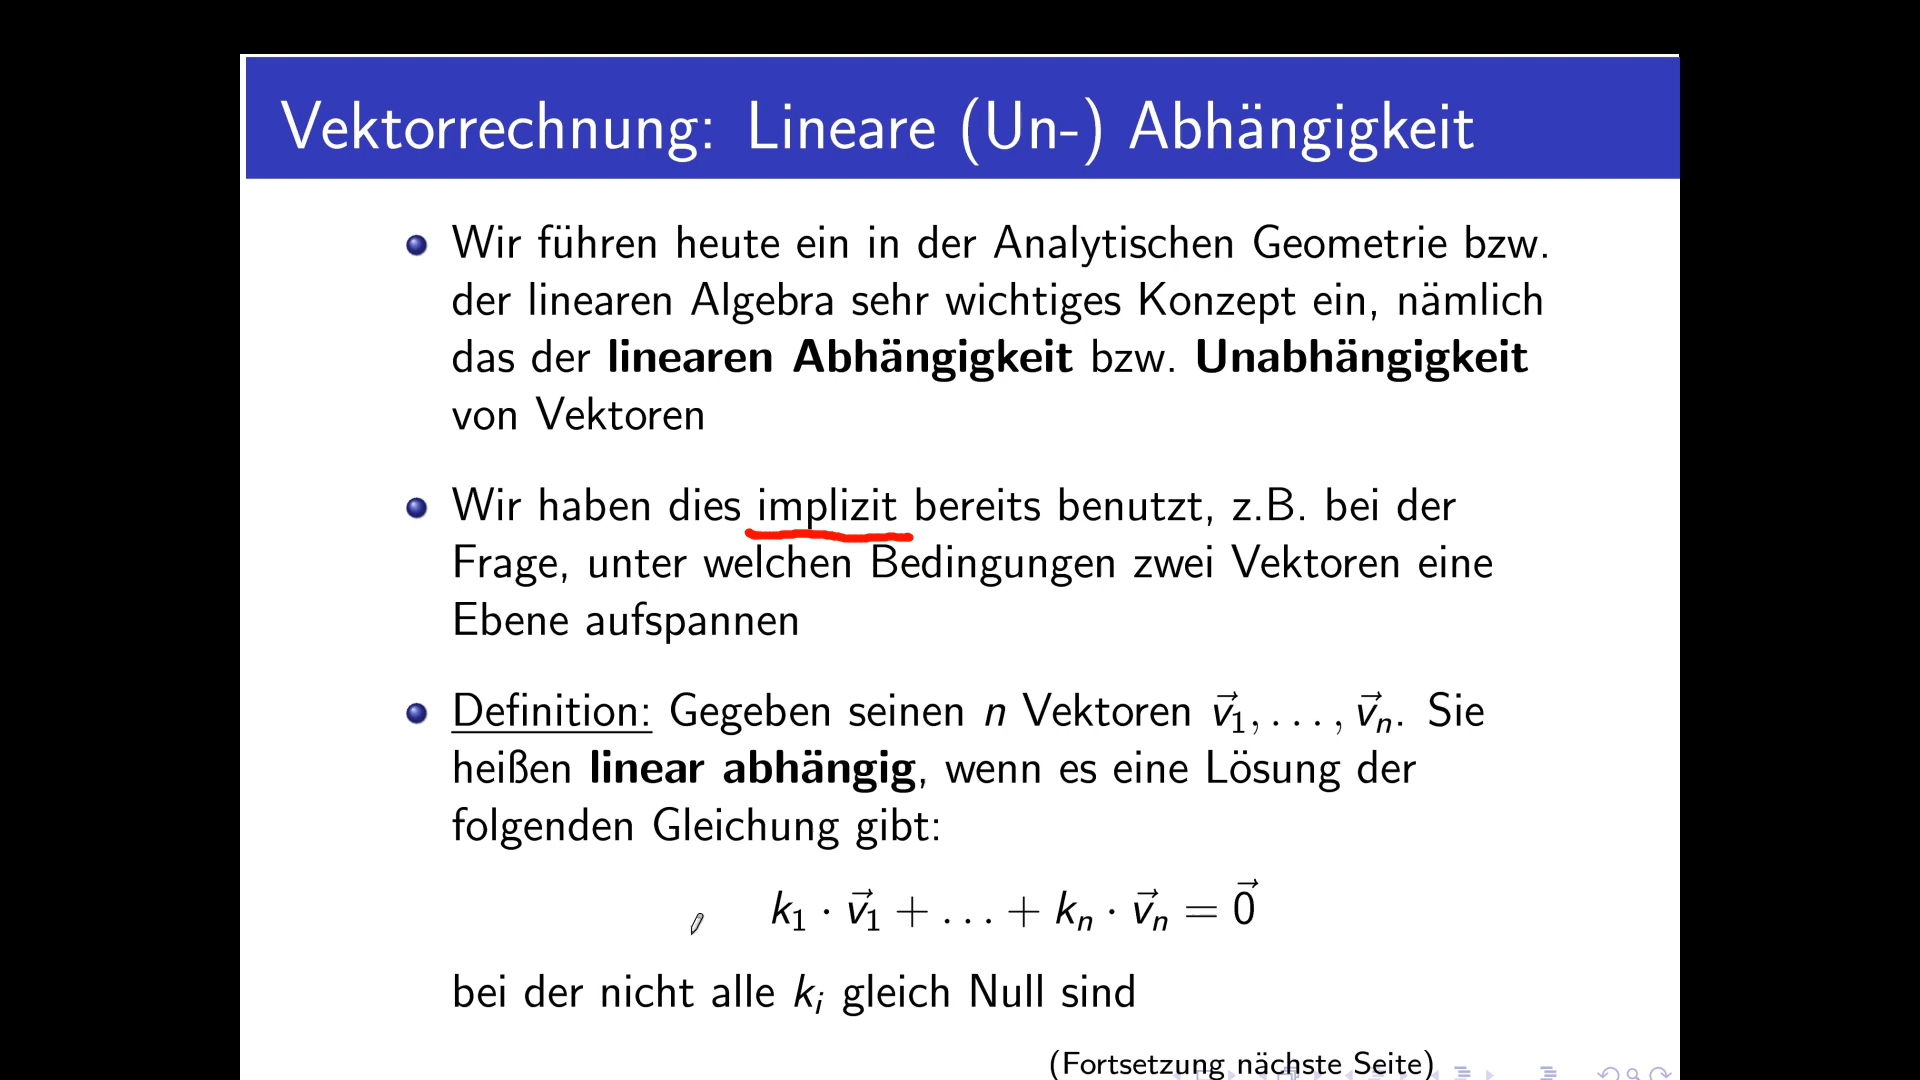 Vektorrechnung: Lineare (Un-) Abhängigkeit
Wir führen heute ein in der Analytischen Geometrie bzw.
der linearen Algebra sehr wichtiges Konzept ein, nämlich
das der linearen Abhängigkeit bzw. Unabhängigkeit
von Vektoren
Wir haben dies implizit bereits benutzt, z.B. bei der
Frage, unter welchen Bedingungen zwei Vektoren eine
Ebene aufspannen
Definition: Gegeben seinen n Vektoren v⃗₁, . . . , v⃗ₙ. Sie
heißen linear abhängig, wenn es eine Lösung der
folgenden Gleichung gibt:
k₁ · v⃗₁ + . . . + kₙ · v⃗ₙ = 0⃗
bei der nicht alle kᵢ gleich Null sind
(Fortsetzung nächste Seite)